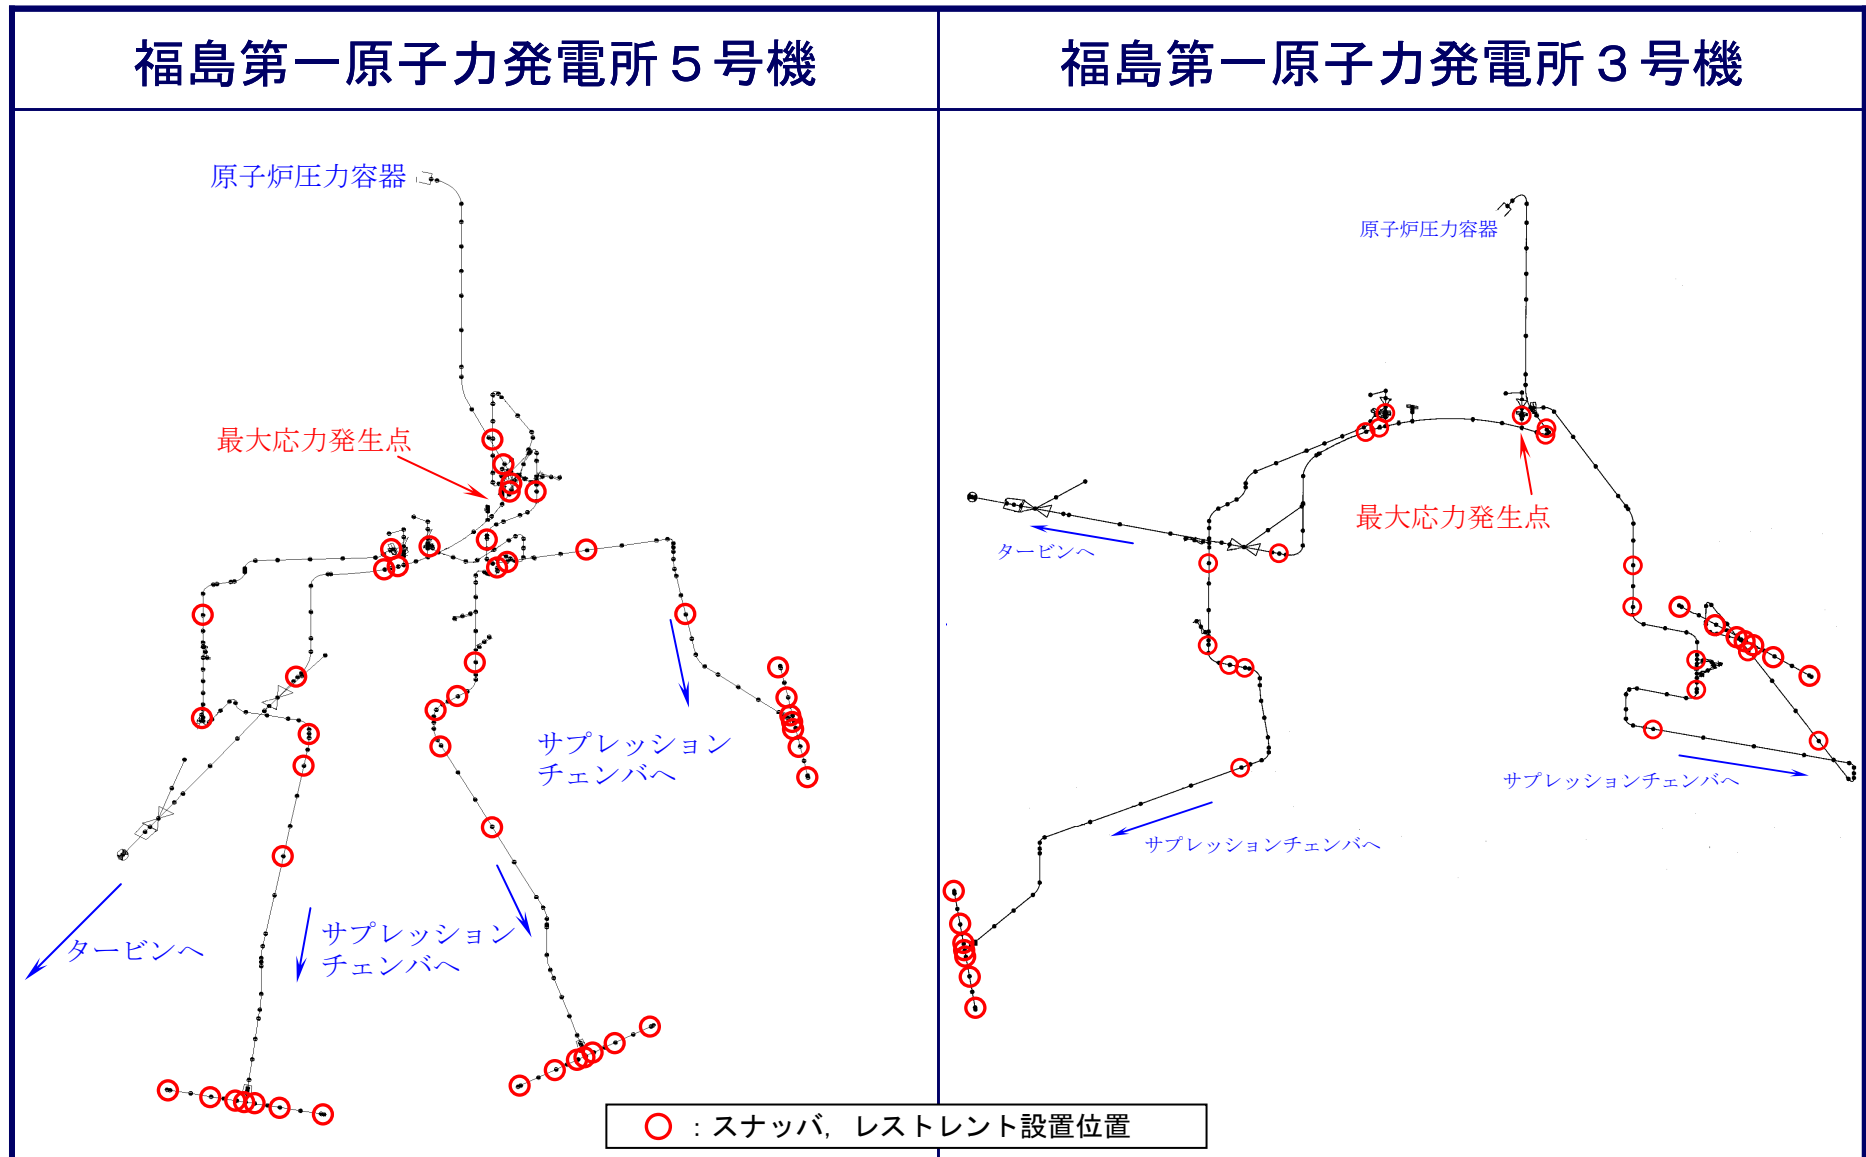 福島第一原子力発電所５号機
福島第一原子力発電所３号機
原子炉圧力容器
最大応力発生点
サプレッション
チェンバへ
タービンへ
サプレッション
チェンバへ
原子炉圧力容器
最大応力発生点
タービンへ
サプレッションチェンバへ
サプレッションチェンバへ
：スナッバ，レストレント設置位置